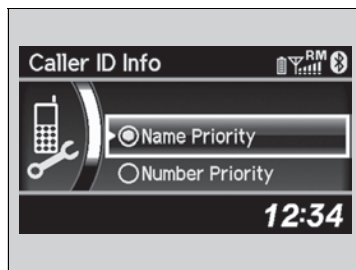 Caller ID Info
RM
Name Priority
Number Priority
12:34